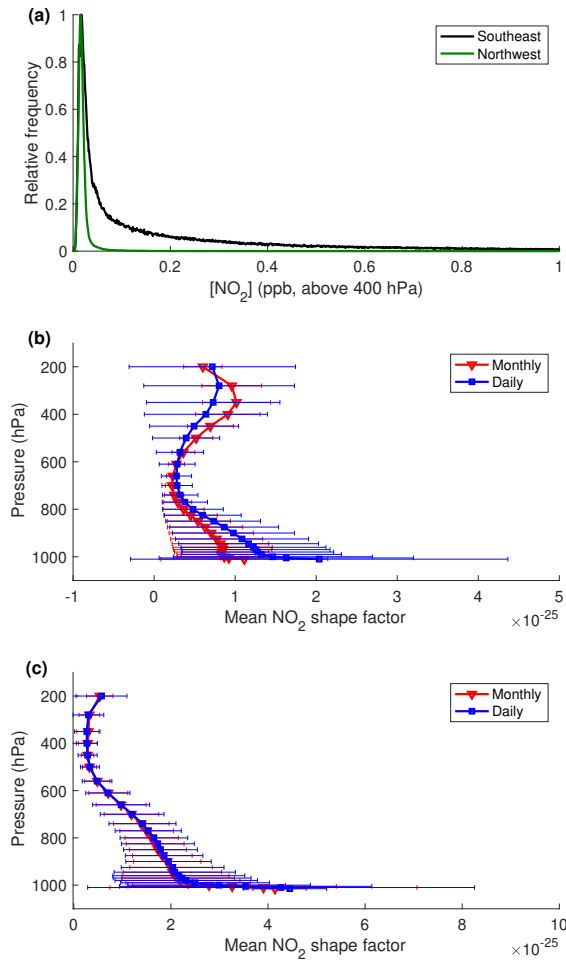 (a)
Southeast
Northwest
Relative frequency
1
0.8
0.6
0.4
0.2
0
0 0.2 0.4 0.6 0.8 1
[NO2] (ppb, above 400 hPa)
(b)
Monthly
Daily
Pressure (hPa)
200
400
600
800
1000
-1 0 1 2 3 4 5
Mean NO2 shape factor
×10-25
(c)
Monthly
Daily
Pressure (hPa)
200
400
600
800
1000
0 2 4 6 8 10
Mean NO2 shape factor
×10-25